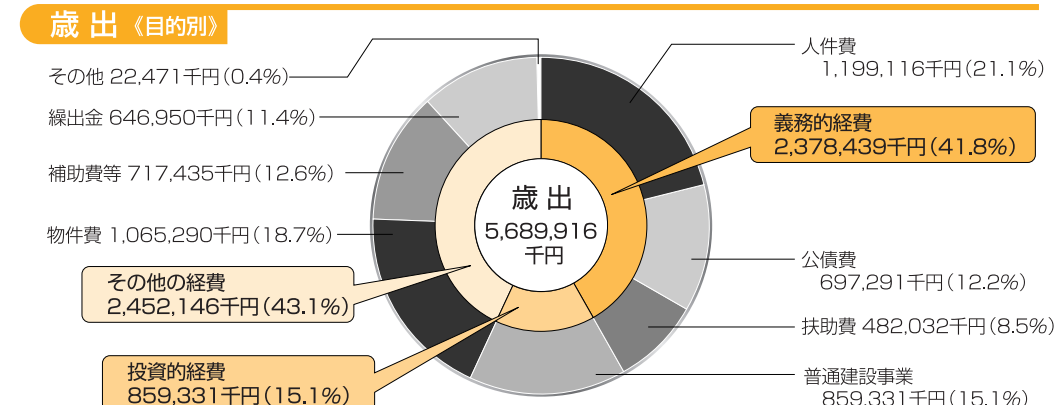 歳 出 《目的別》
その他 22,471千円(0.4%)
繰出金 646,950千円(11.4%)
補助費等 717,435千円(12.6%)
物件費 1,065,290千円(18.7%)
その他の経費
2,452,146千円(43.1%)
投資的経費
859,331千円(15.1%)
歳 出
5,689,916
千円
人件費
1,199,116千円(21.1%)
義務的経費
2,378,439千円(41.8%)
公債費
697,291千円(12.2%)
扶助費 482,032千円(8.5%)
普通建設事業
859,331千円(15.1%)